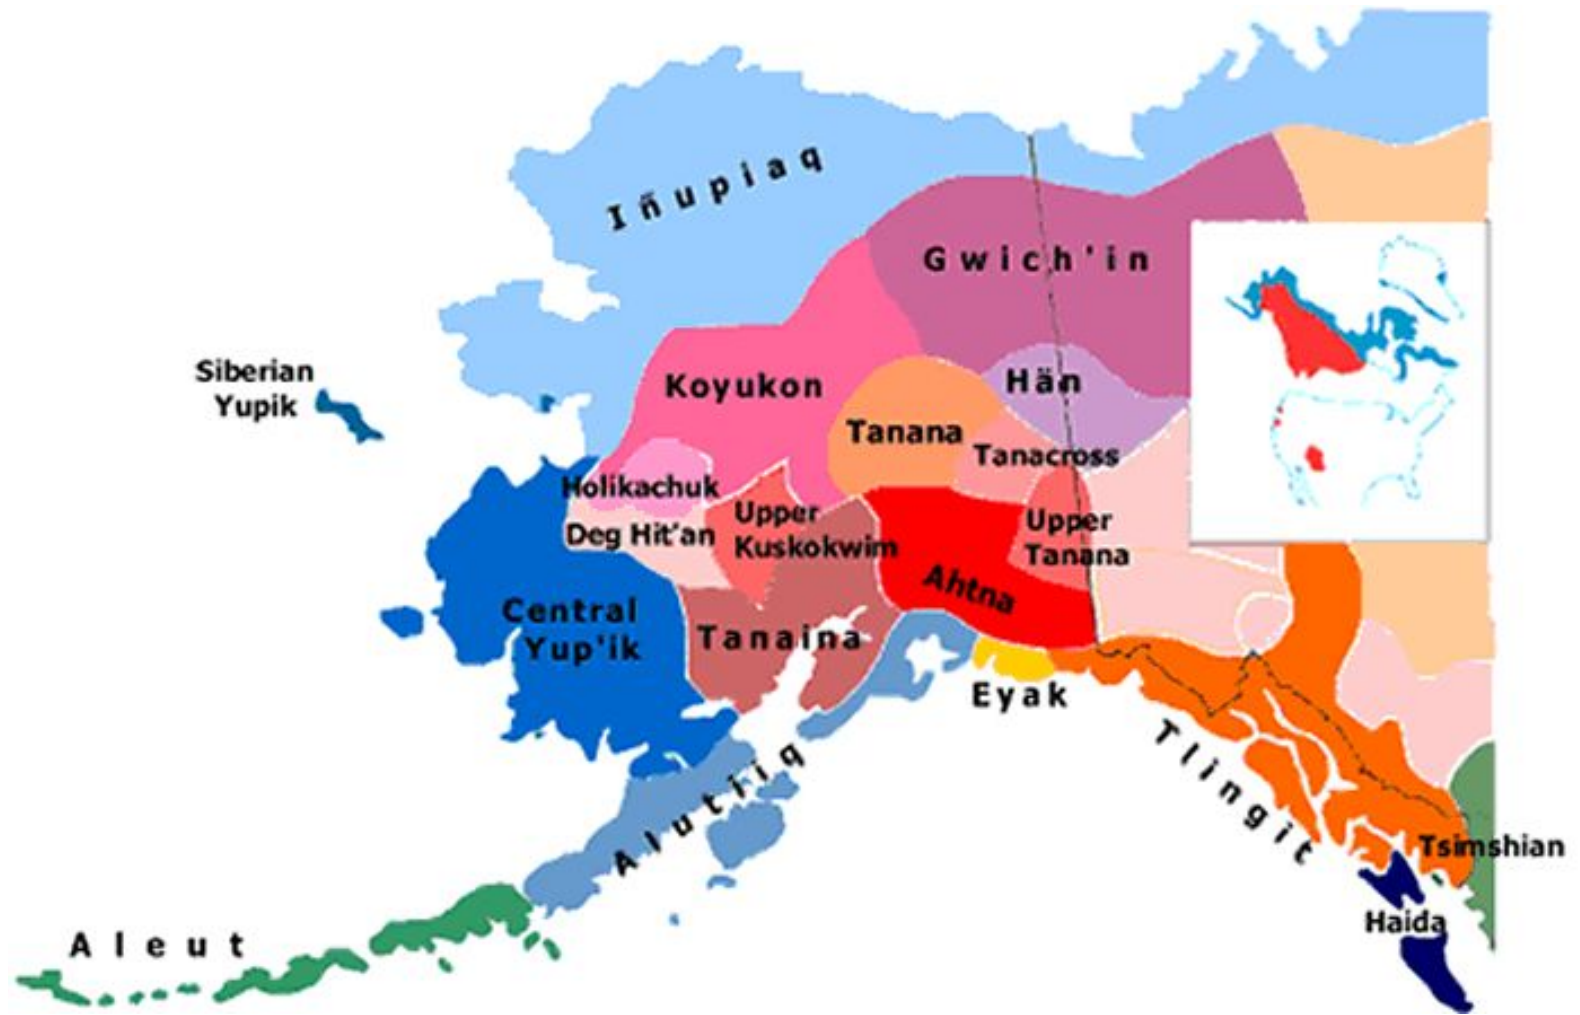 Iñupiaq
Gwich'in
Siberian
Yupik
Koyukon
Hän
Tanana
Tanacross
Holikachuk
Deg Hit'an
Upper
Kuskokwim
Upper
Tanana
Ahtna
Central
Yup'ik
Tanaina
Eyak
Tlingit
Alutiiq
Tsimshian
Haida
Aleut